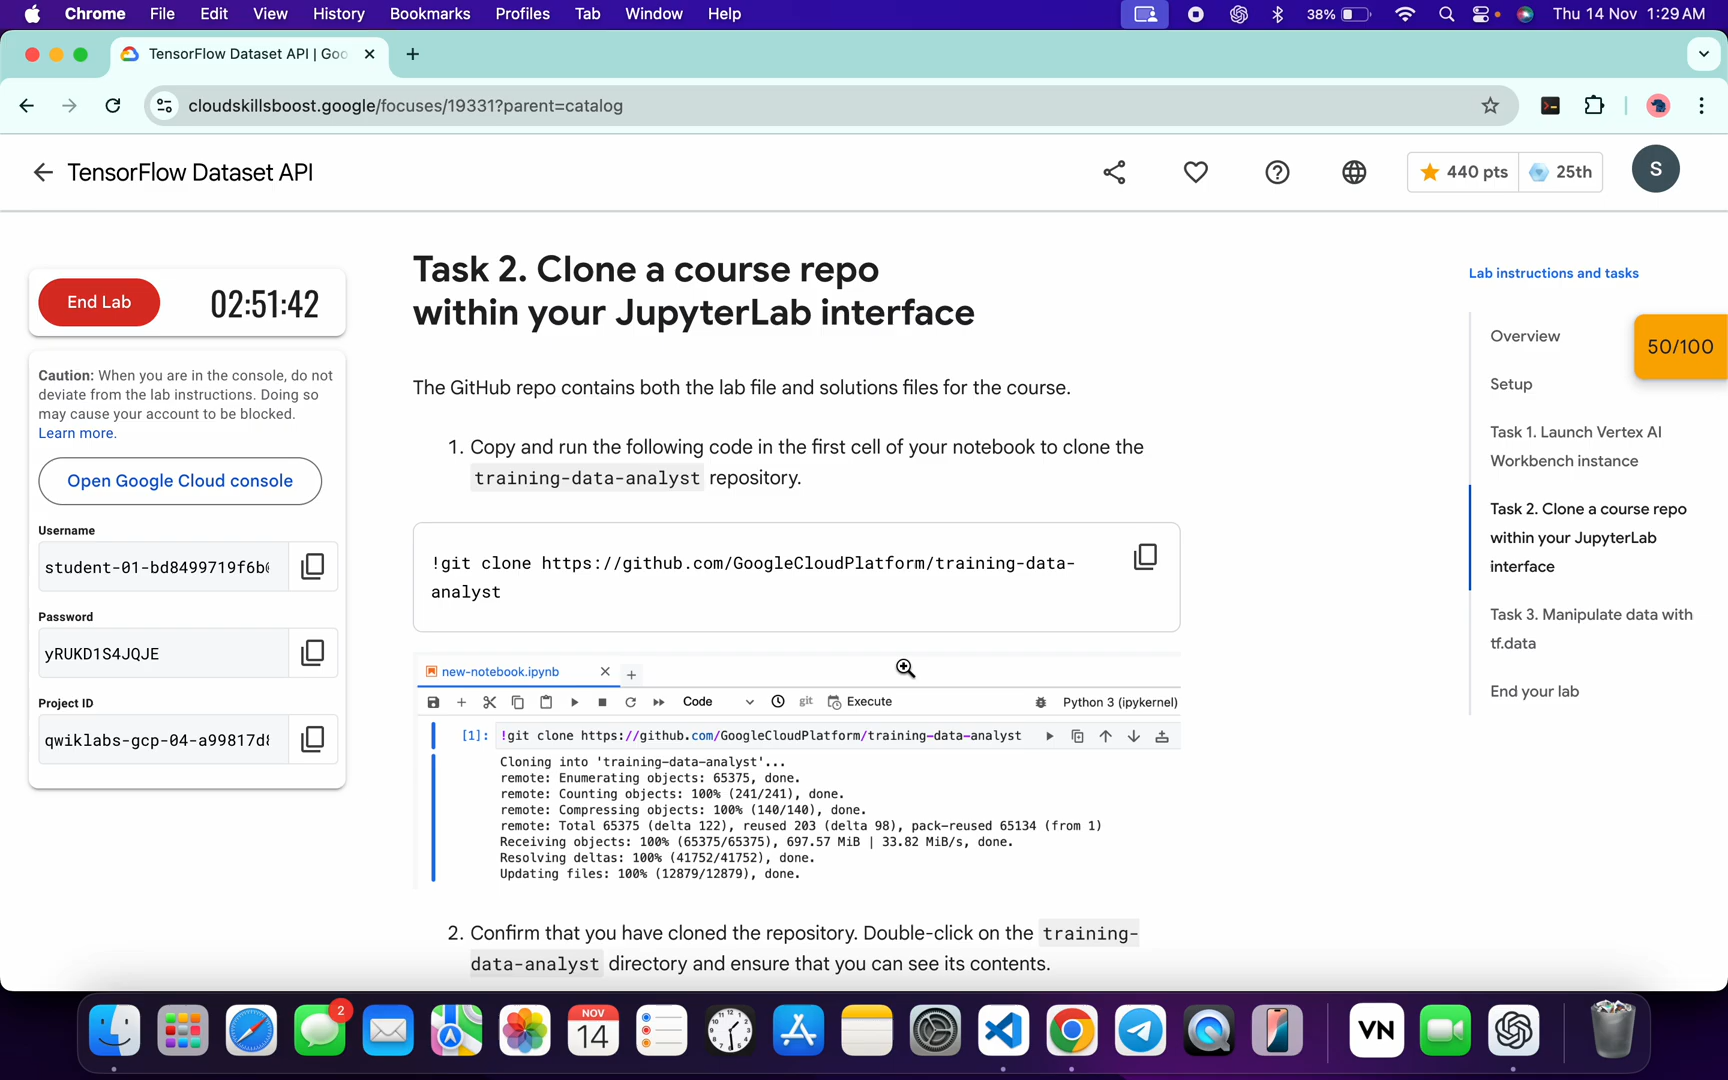 Chrome File Edit View History Bookmarks Profiles Tab Window Help 38% Thu 14 Nov 1:29 AM
TensorFlow Dataset API | Goo
cloudskillsboost.google/focuses/19331?parent=catalog
TensorFlow Dataset API
440 pts 25th S
End Lab 02:51:42
Caution: When you are in the console, do not
deviate from the lab instructions. Doing so
may cause your account to be blocked.
Learn more.
Open Google Cloud console
Username
student-01-bd8499719f6b
Password
yRUKD1S4JQJE
Project ID
qwiklabs-gcp-04-a99817d
Task 2. Clone a course repo
within your JupyterLab interface
The GitHub repo contains both the lab file and solutions files for the course.
1. Copy and run the following code in the first cell of your notebook to clone the
training-data-analyst repository.
!git clone https://github.com/GoogleCloudPlatform/training-data-
analyst
new-notebook.ipynb
Code git Execute Python 3 (ipykernel)
[1]: !git clone https://github.com/GoogleCloudPlatform/training-data-analyst
Cloning into 'training-data-analyst'...
remote: Enumerating objects: 65375, done.
remote: Counting objects: 100% (241/241), done.
remote: Compressing objects: 100% (140/140), done.
remote: Total 65375 (delta 122), reused 203 (delta 98), pack-reused 65134 (from 1)
Receiving objects: 100% (65375/65375), 697.57 MiB | 33.82 MiB/s, done.
Resolving deltas: 100% (41752/41752), done.
Updating files: 100% (12879/12879), done.
2. Confirm that you have cloned the repository. Double-click on the training-
data-analyst directory and ensure that you can see its contents.
Lab instructions and tasks
Overview
50/100
Setup
Task 1. Launch Vertex AI
Workbench instance
Task 2. Clone a course repo
within your JupyterLab
interface
Task 3. Manipulate data with
tf.data
End your lab
2
NOV
14
VN